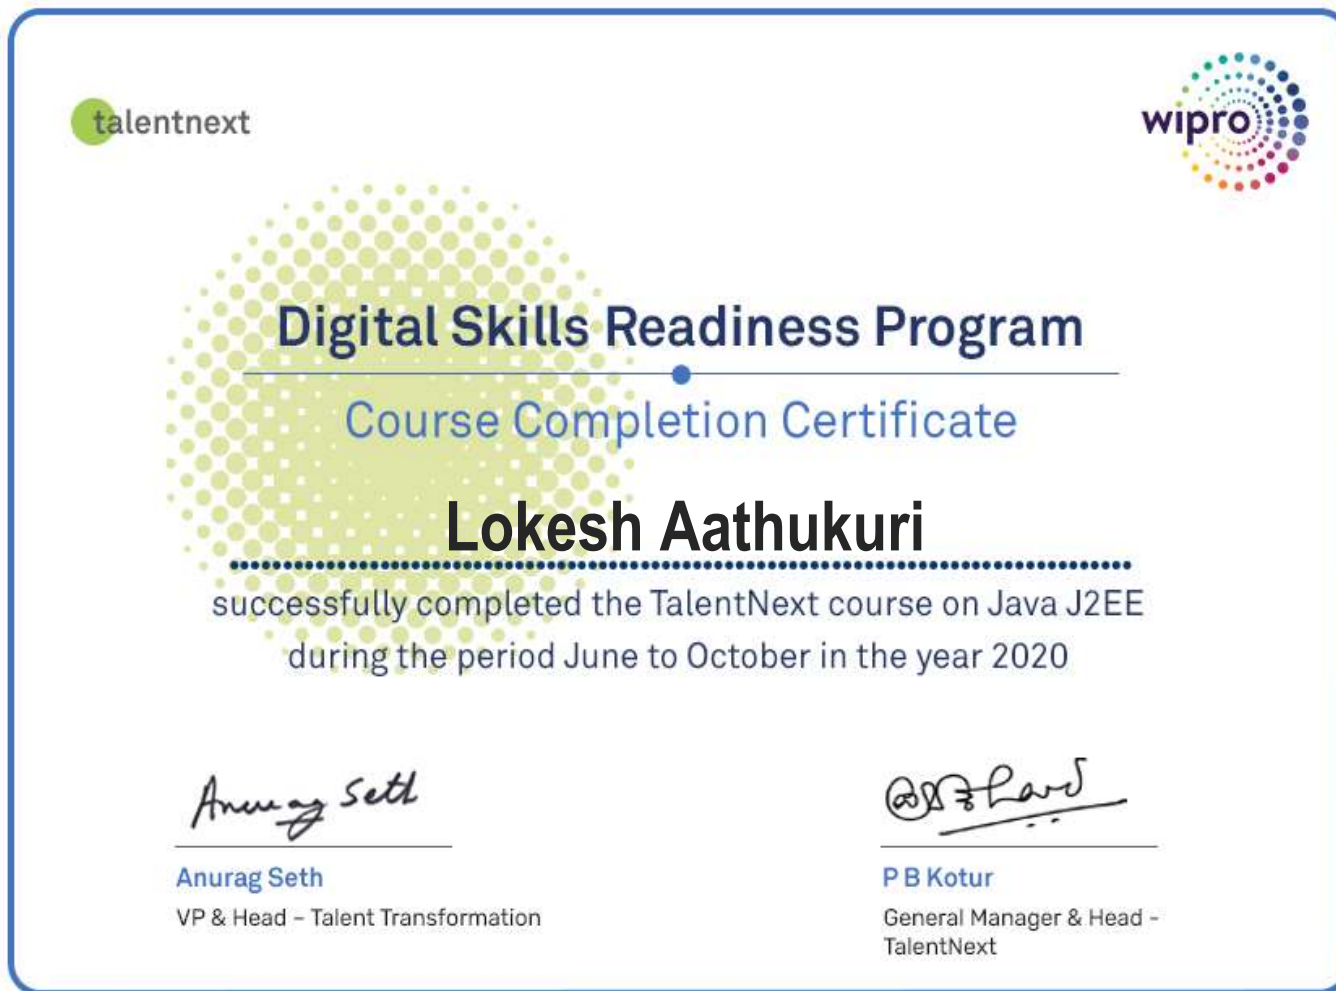 talentnext
wipro
Digital Skills Readiness Program
Course Completion Certificate
Lokesh Aathukuri
successfully completed the TalentNext course on Java J2EE
during the period June to October in the year 2020
Anurag Seth
Anurag Seth
VP & Head – Talent Transformation
P B Kotur
General Manager & Head -
TalentNext